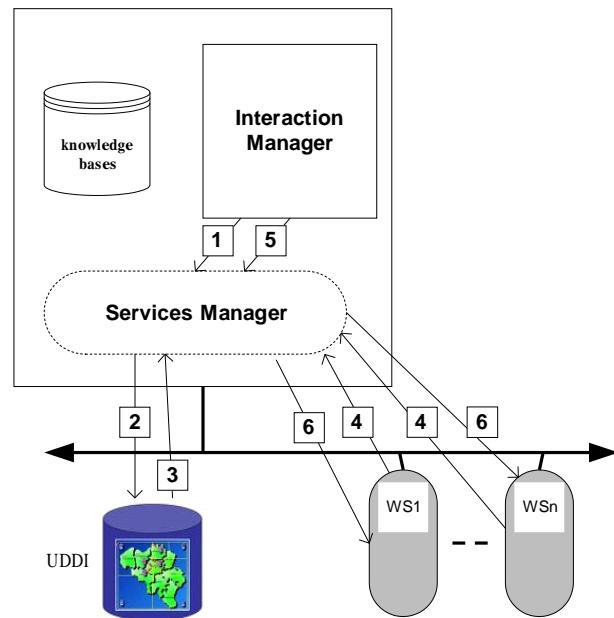 Interaction
Manager
knowledge
bases
1
5
Services Manager
2
3
6
4
4
6
UDDI
WS1
WSn